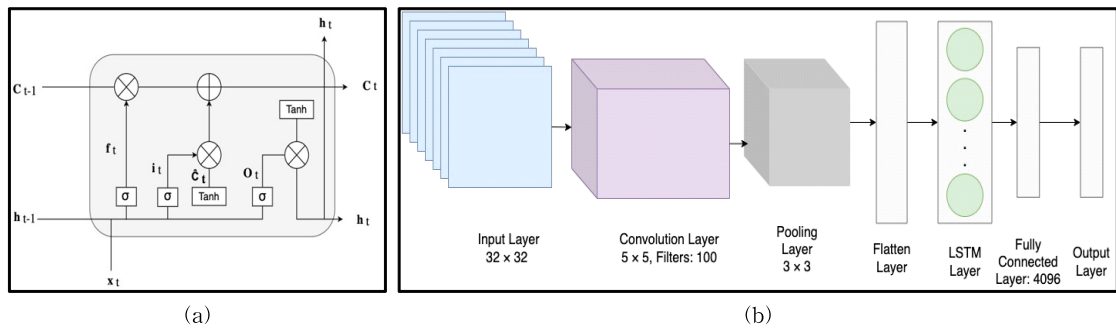 h t
C t-1
C t
Tanh
f t
i t
Ĉ t
O t
σ
σ
Tanh
σ
h t-1
h t
x t
(a)
Input Layer
32 × 32
Convolution Layer
5 × 5, Filters: 100
Pooling
Layer
3 × 3
Flatten
Layer
LSTM
Layer
Fully
Connected
Layer: 4096
Output
Layer
(b)